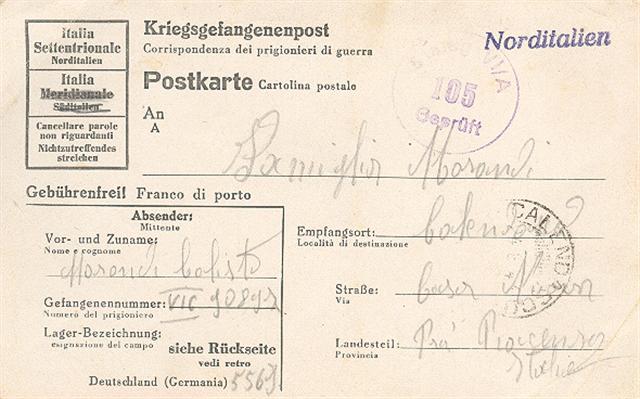 Italia
Settentrionale
Norditalien
Italia
Meridionale
Süditalien
Cancellare parole
non riguardanti
Nichtzutreffendes
streichen
Kriegsgefangenenpost
Corrispondenza dei prigionieri di guerra
Postkarte Cartolina postale
An
A
105
Geprüft
Norditalien
Famiglia Morandi
Gebührenfrei! Franco di porto
Absender:
Mittente
Vor- und Zuname:
Nome e cognome
Morandi Calisto
Gefangenennummer:
Numero del prigioniero
Lager-Bezeichnung:
esignazione del campo
siehe Rückseite
vedi retro
Deutschland (Germania)
Empfangsort:
Località di destinazione
CALENDASCO
Straße:
Via
Landesteil:
Provincia
Piacenza
Italia